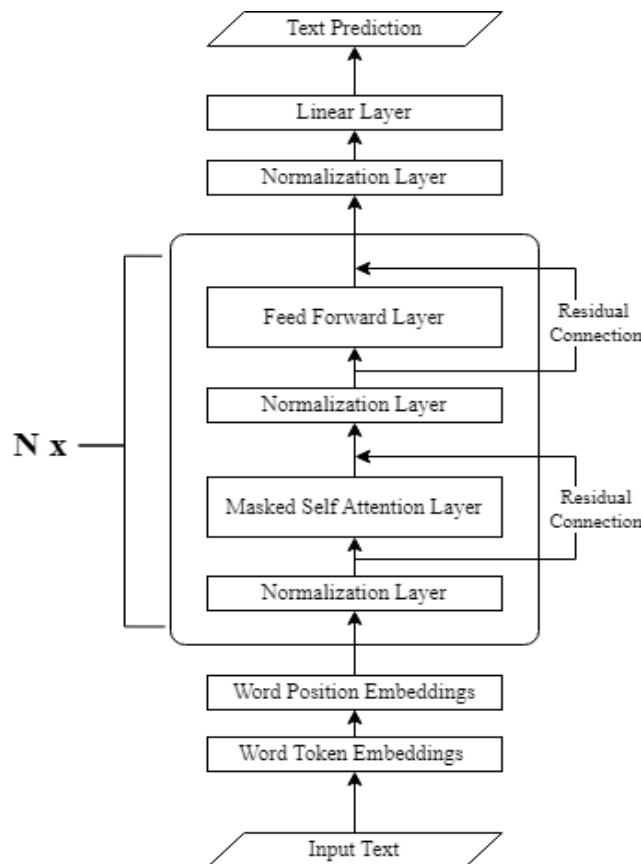 Text Prediction
Linear Layer
Normalization Layer
Feed Forward Layer
Residual
Connection
Normalization Layer
N x
Masked Self Attention Layer
Residual
Connection
Normalization Layer
Word Position Embeddings
Word Token Embeddings
Input Text